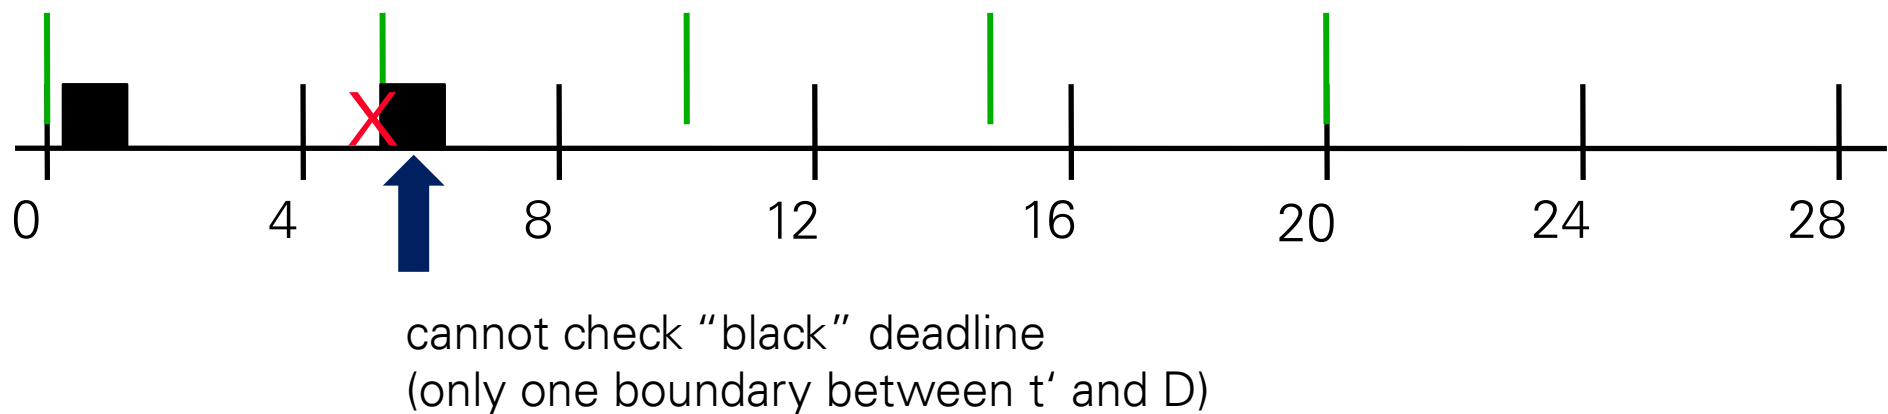 X
0 4 8 12 16 20 24 28
cannot check “black” deadline
(only one boundary between t‘ and D)